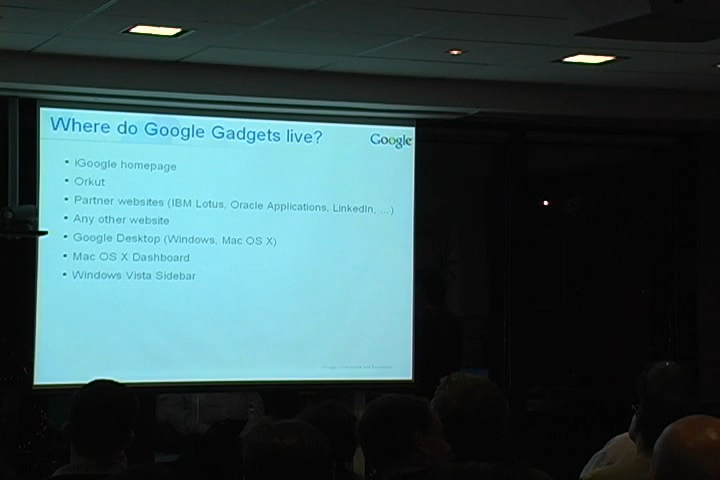 Where do Google Gadgets live?
Google
• iGoogle homepage
• Orkut
• Partner websites (IBM Lotus, Oracle Applications, LinkedIn, ...)
• Any other website
• Google Desktop (Windows, Mac OS X)
• Mac OS X Dashboard
• Windows Vista Sidebar